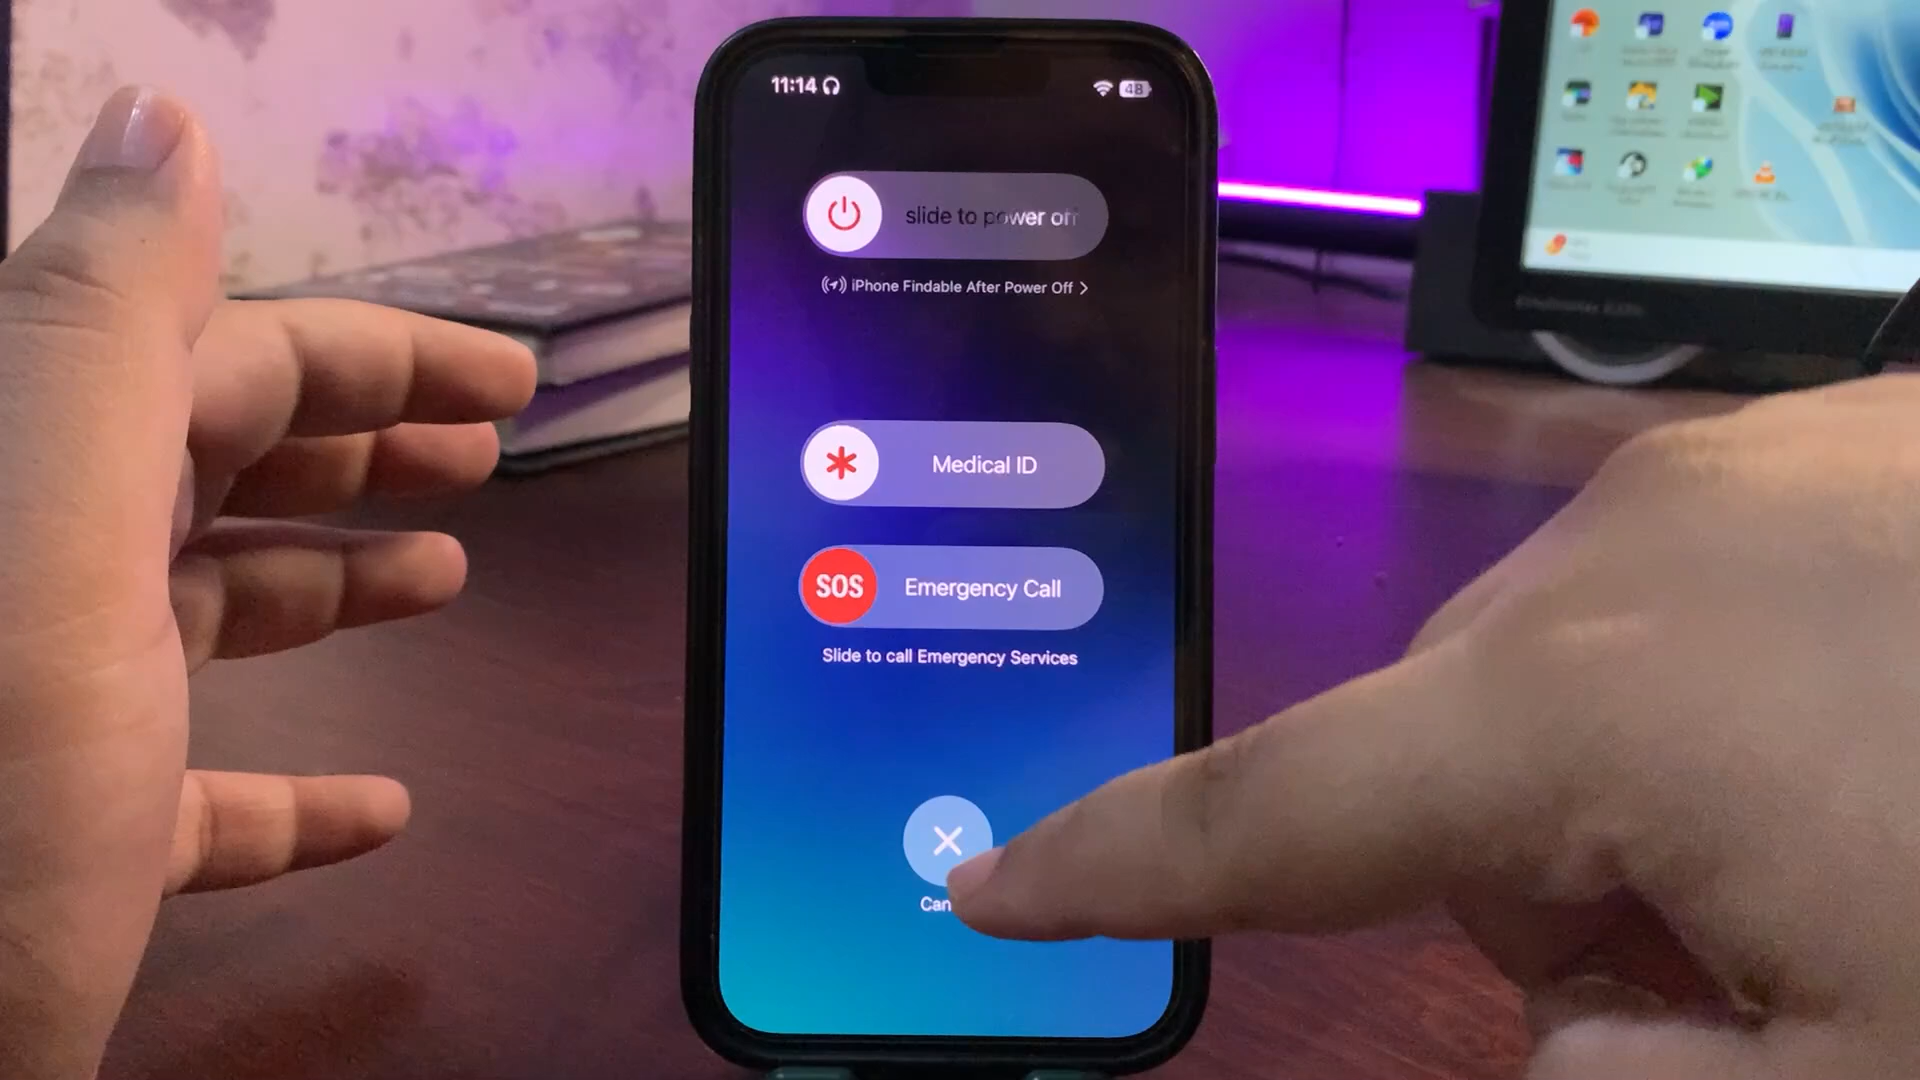 11:14
48
slide to power off
iPhone Findable After Power Off
Medical ID
SOS
Emergency Call
Slide to call Emergency Services
Can